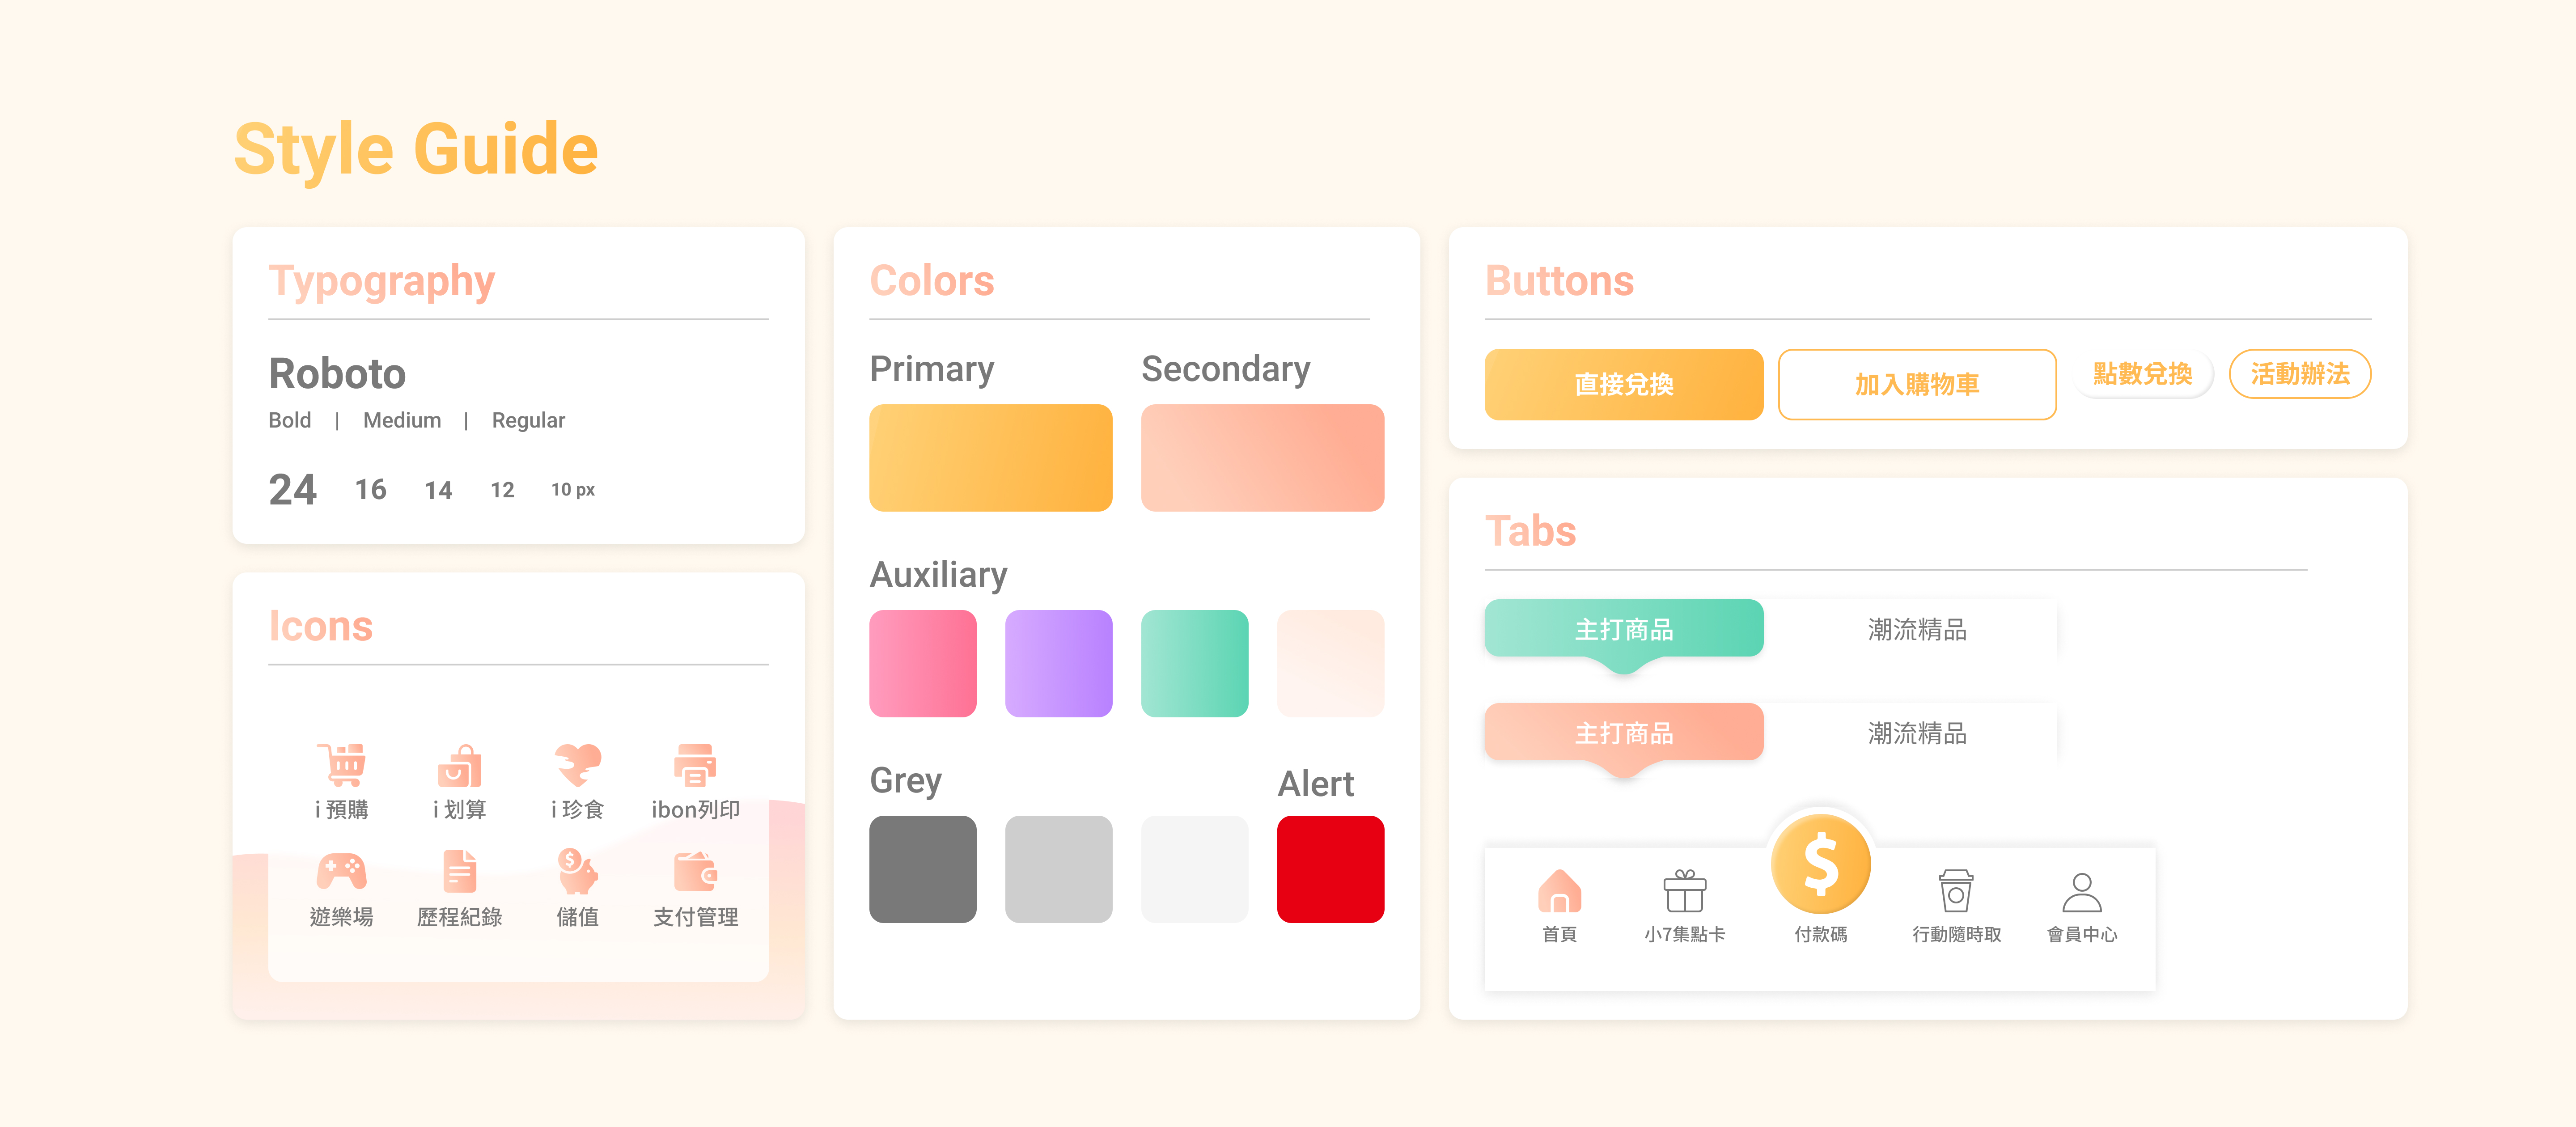 Style Guide
Typography
Roboto
Bold | Medium | Regular
24 16 14 12 10 px
Icons
i 預購 i 划算 i 珍食 ibon列印
遊樂場 歷程紀錄 儲值 支付管理
Colors
Primary Secondary
Auxiliary
Grey Alert
Buttons
直接兌換 加入購物車 點數兌換 活動辦法
Tabs
主打商品 潮流精品
主打商品 潮流精品
$
首頁 小7集點卡 付款碼 行動隨時取 會員中心